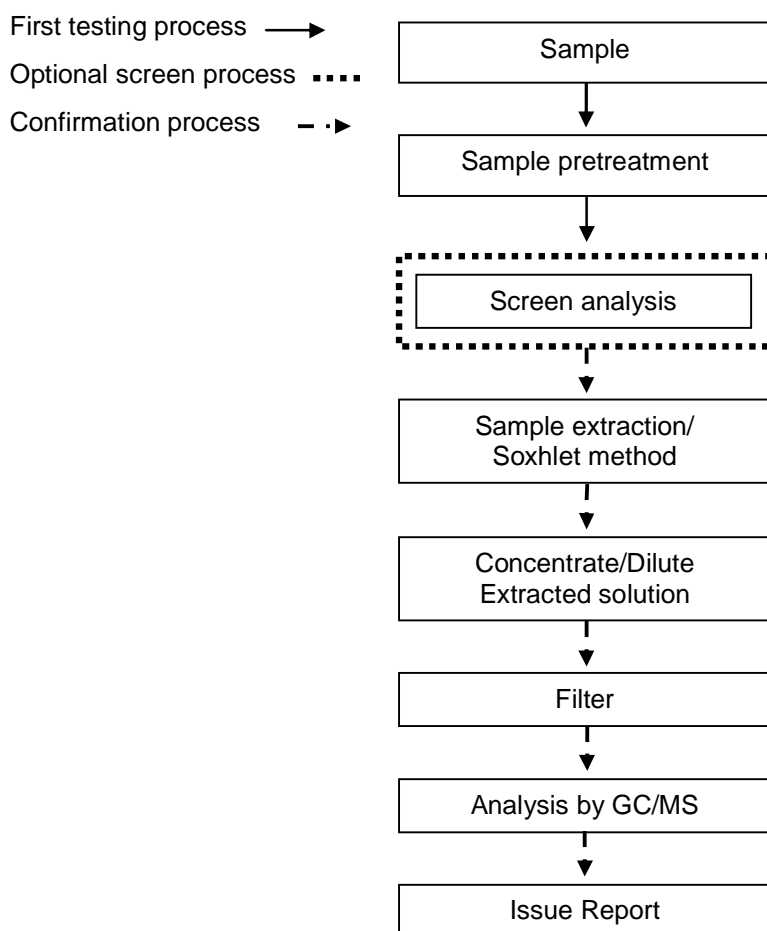 First testing process
Optional screen process
Confirmation process
Sample
Sample pretreatment
Screen analysis
Sample extraction/
Soxhlet method
Concentrate/Dilute
Extracted solution
Filter
Analysis by GC/MS
Issue Report